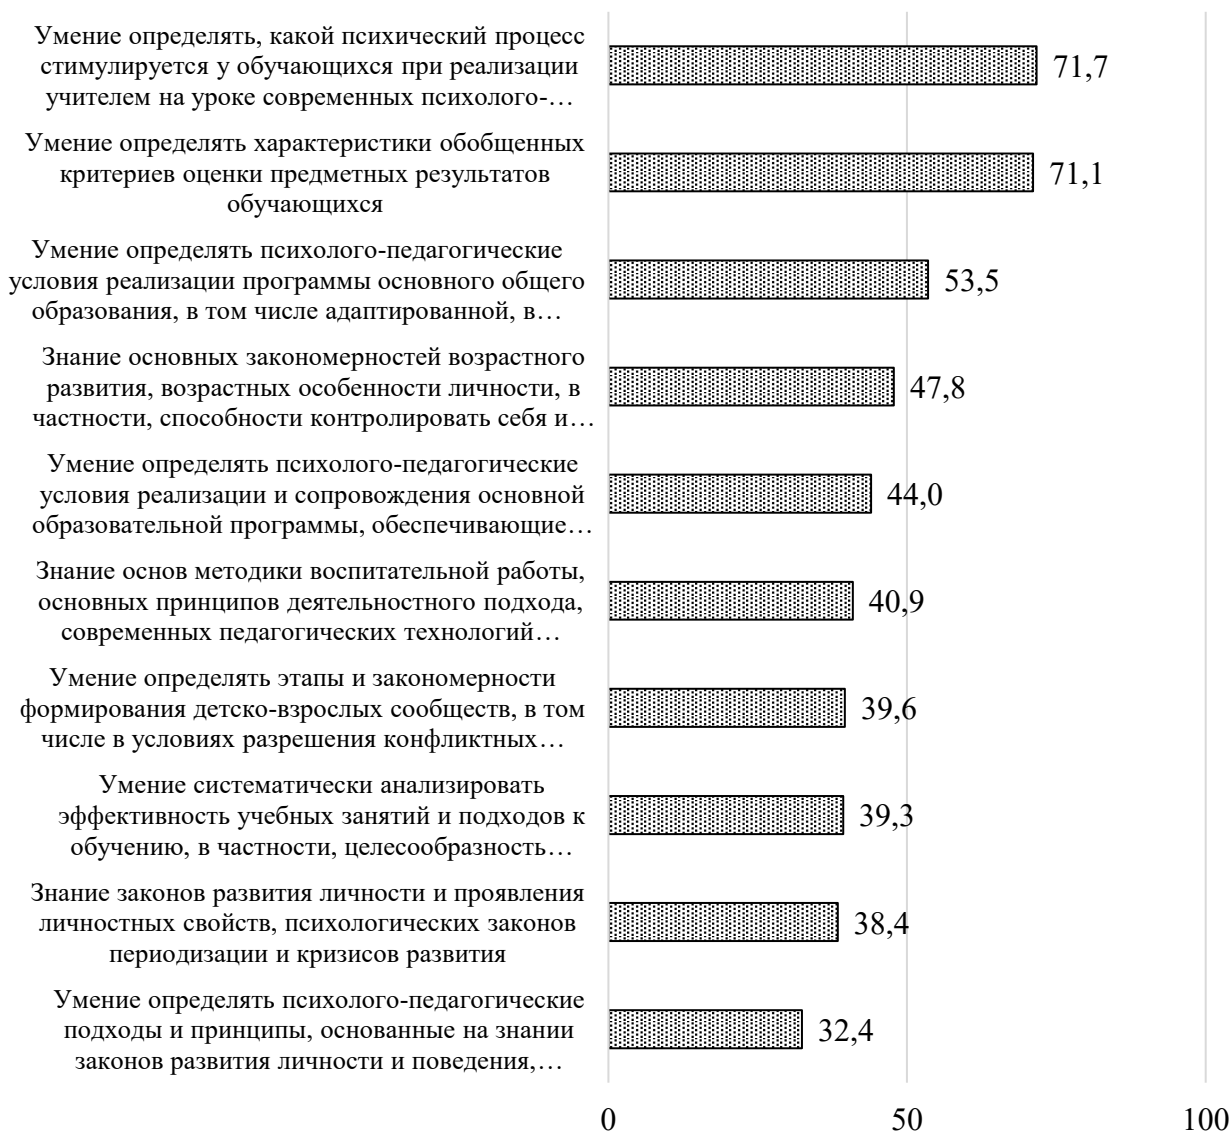 Умение определять, какой психический процесс
стимулируется у обучающихся при реализации
учителем на уроке современных психолого-…
71,7
Умение определять характеристики обобщенных
критериев оценки предметных результатов
обучающихся
71,1
Умение определять психолого-педагогические
условия реализации программы основного общего
образования, в том числе адаптированной, в…
53,5
Знание основных закономерностей возрастного
развития, возрастных особенности личности, в
частности, способности контролировать себя и…
47,8
Умение определять психолого-педагогические
условия реализации и сопровождения основной
образовательной программы, обеспечивающие…
44,0
Знание основ методики воспитательной работы,
основных принципов деятельностного подхода,
современных педагогических технологий…
40,9
Умение определять этапы и закономерности
формирования детско-взрослых сообществ, в том
числе в условиях разрешения конфликтных…
39,6
Умение систематически анализировать
эффективность учебных занятий и подходов к
обучению, в частности, целесообразность…
39,3
Знание законов развития личности и проявления
личностных свойств, психологических законов
периодизации и кризисов развития
38,4
Умение определять психолого-педагогические
подходы и принципы, основанные на знании
законов развития личности и поведения,…
32,4
0 50 100